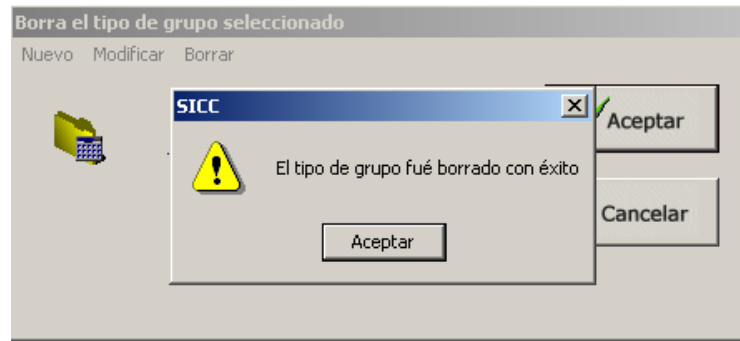 Borra el tipo de grupo seleccionado
Nuevo Modificar Borrar
SICC
Aceptar
El tipo de grupo fué borrado con éxito
Cancelar
Aceptar